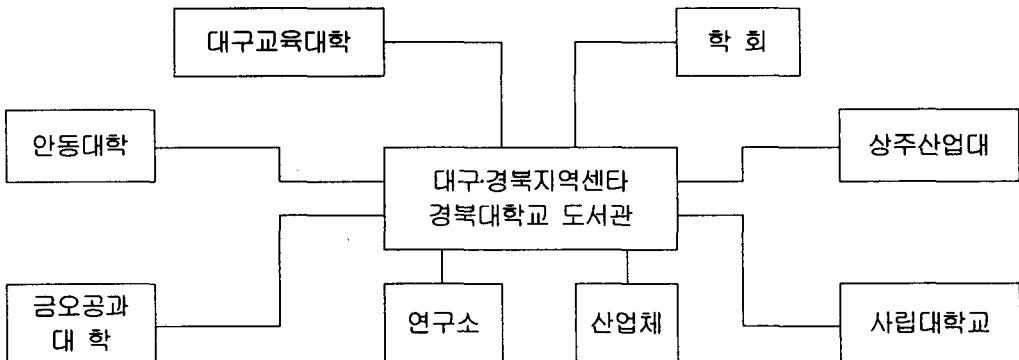 대구교육대학
학 회
안동대학
상주산업대
대구·경북지역센타
경북대학교 도서관
금오공과
대 학
연구소
산업체
사립대학교